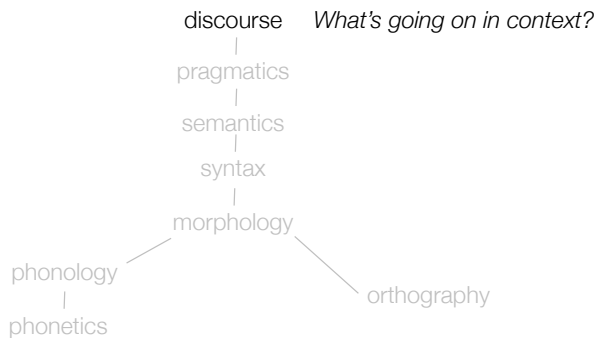 discourse What's going on in context?
pragmatics
semantics
syntax
morphology
phonology
orthography
phonetics